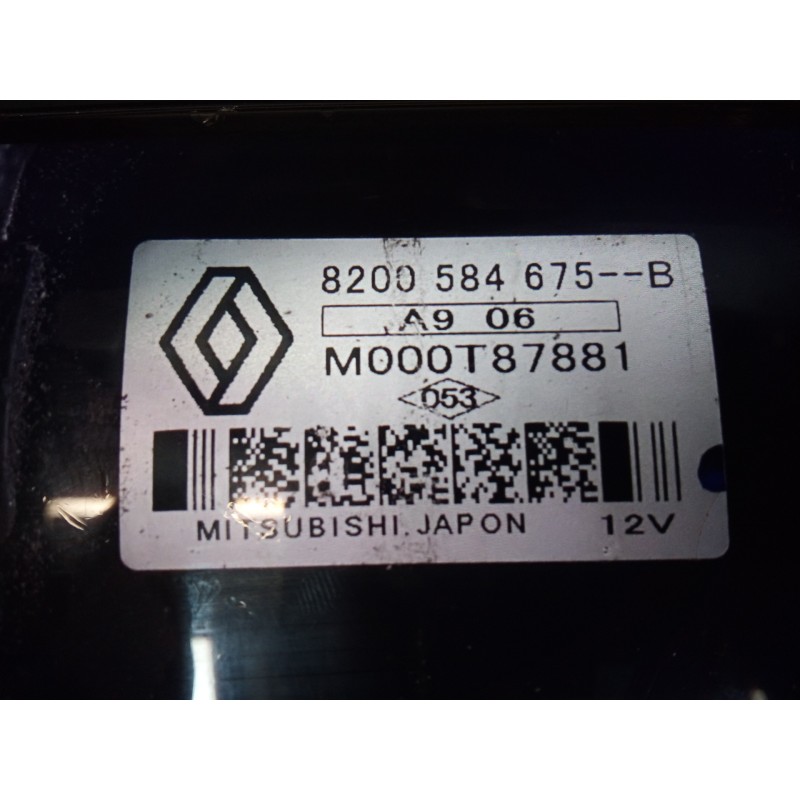 8200 584 675--B
A9 06
M000T87881
053
MITSUBISHI.JAPON 12V